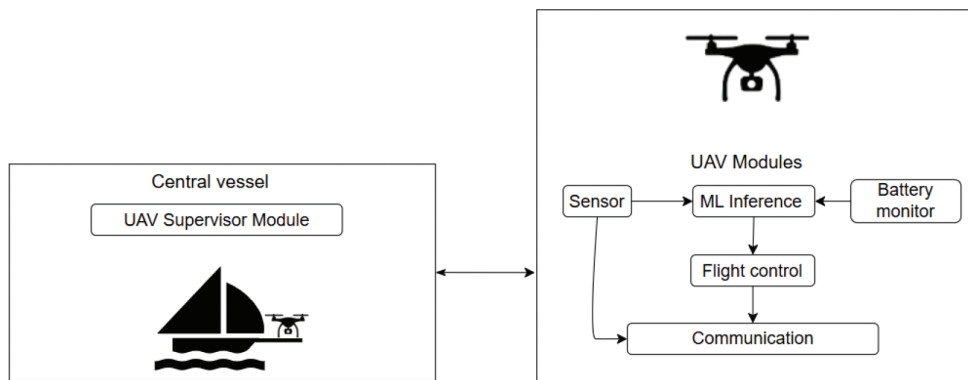 Central vessel
UAV Supervisor Module
UAV Modules
Sensor
ML Inference
Battery
monitor
Flight control
Communication